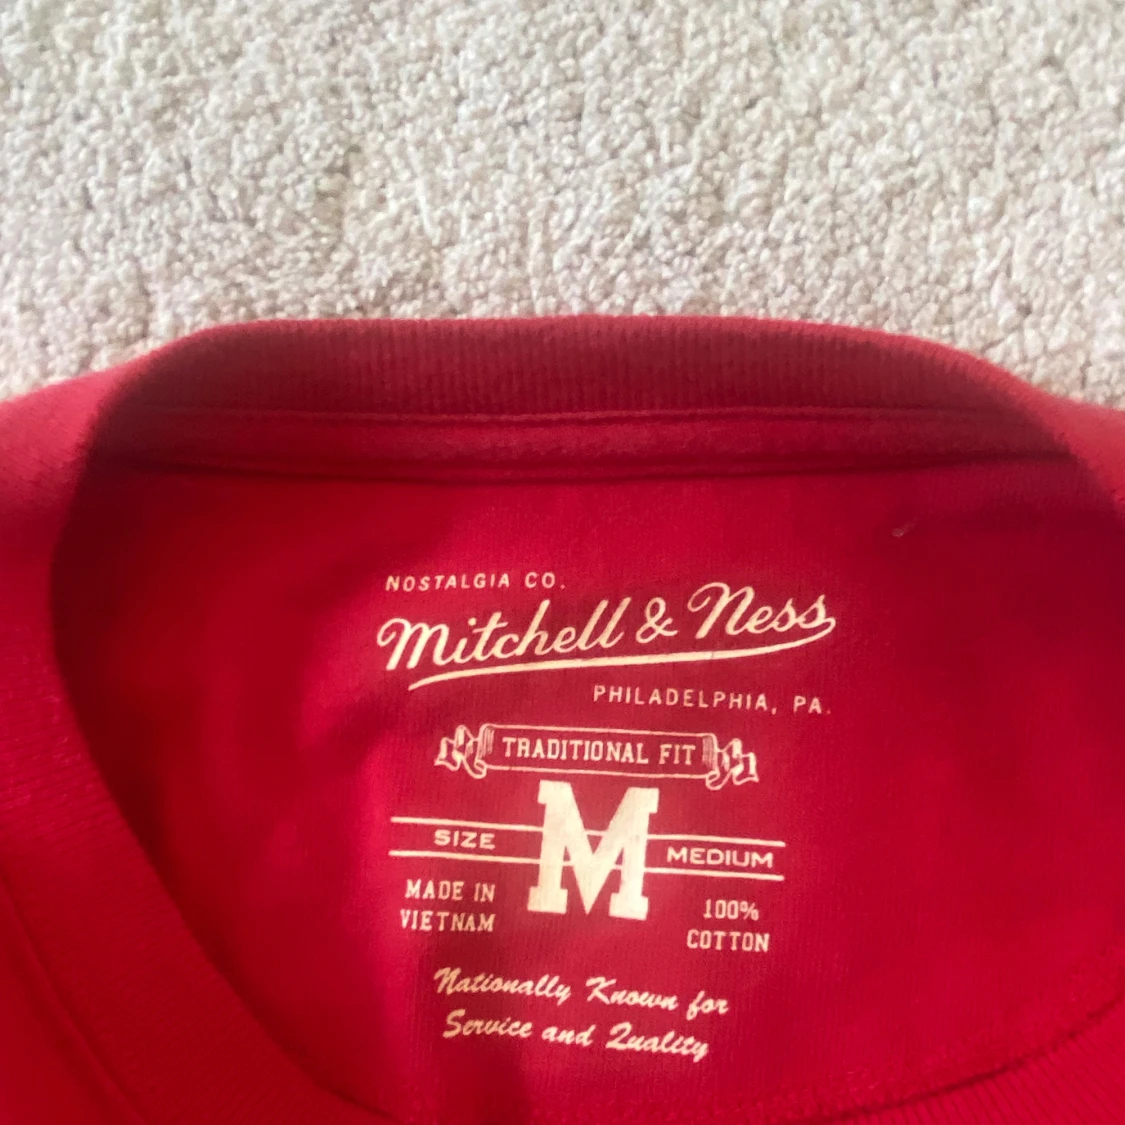 NOSTALGIA CO.
Mitchell & Ness
PHILADELPHIA, PA.
TRADITIONAL FIT
SIZE M MEDIUM
MADE IN
VIETNAM
100%
COTTON
Nationally Known for
Service and Quality